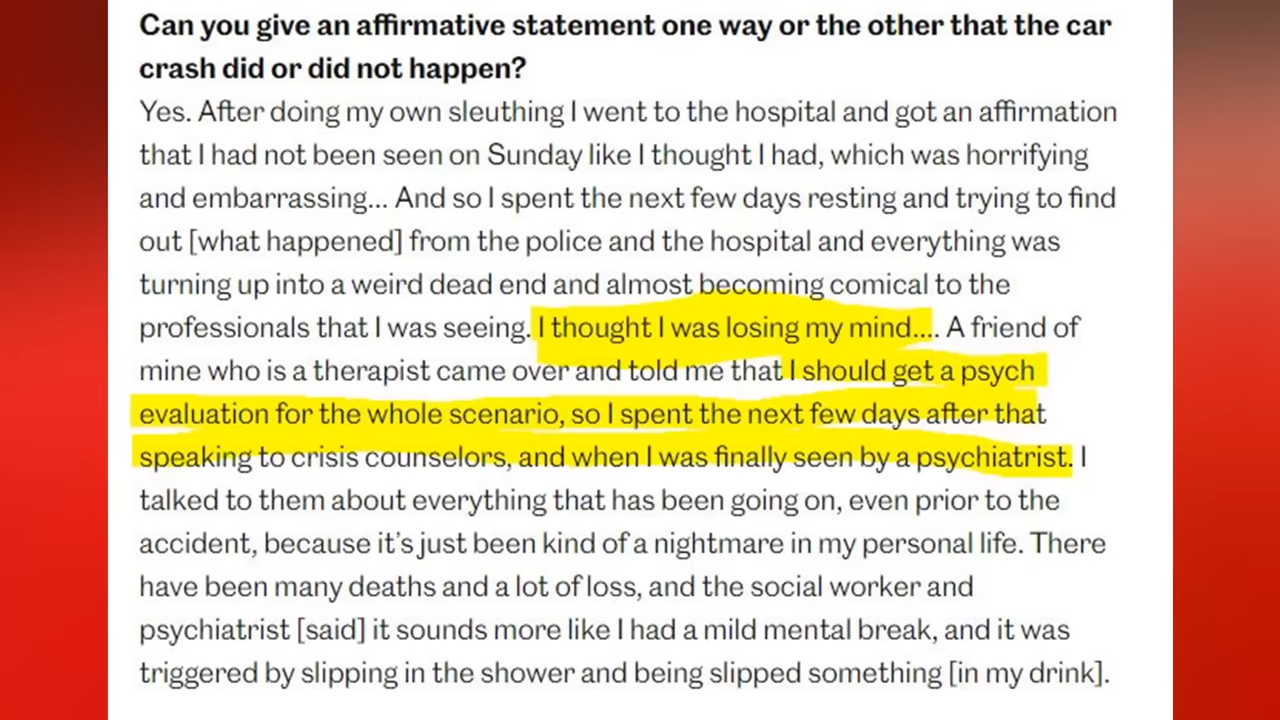 Can you give an affirmative statement one way or the other that the car
crash did or did not happen?
Yes. After doing my own sleuthing I went to the hospital and got an affirmation
that I had not been seen on Sunday like I thought I had, which was horrifying
and embarrassing... And so I spent the next few days resting and trying to find
out [what happened] from the police and the hospital and everything was
turning up into a weird dead end and almost becoming comical to the
professionals that I was seeing. I thought I was losing my mind.... A friend of
mine who is a therapist came over and told me that I should get a psych
evaluation for the whole scenario, so I spent the next few days after that
speaking to crisis counselors, and when I was finally seen by a psychiatrist. I
talked to them about everything that has been going on, even prior to the
accident, because it's just been kind of a nightmare in my personal life. There
have been many deaths and a lot of loss, and the social worker and
psychiatrist [said] it sounds more like I had a mild mental break, and it was
triggered by slipping in the shower and being slipped something [in my drink].